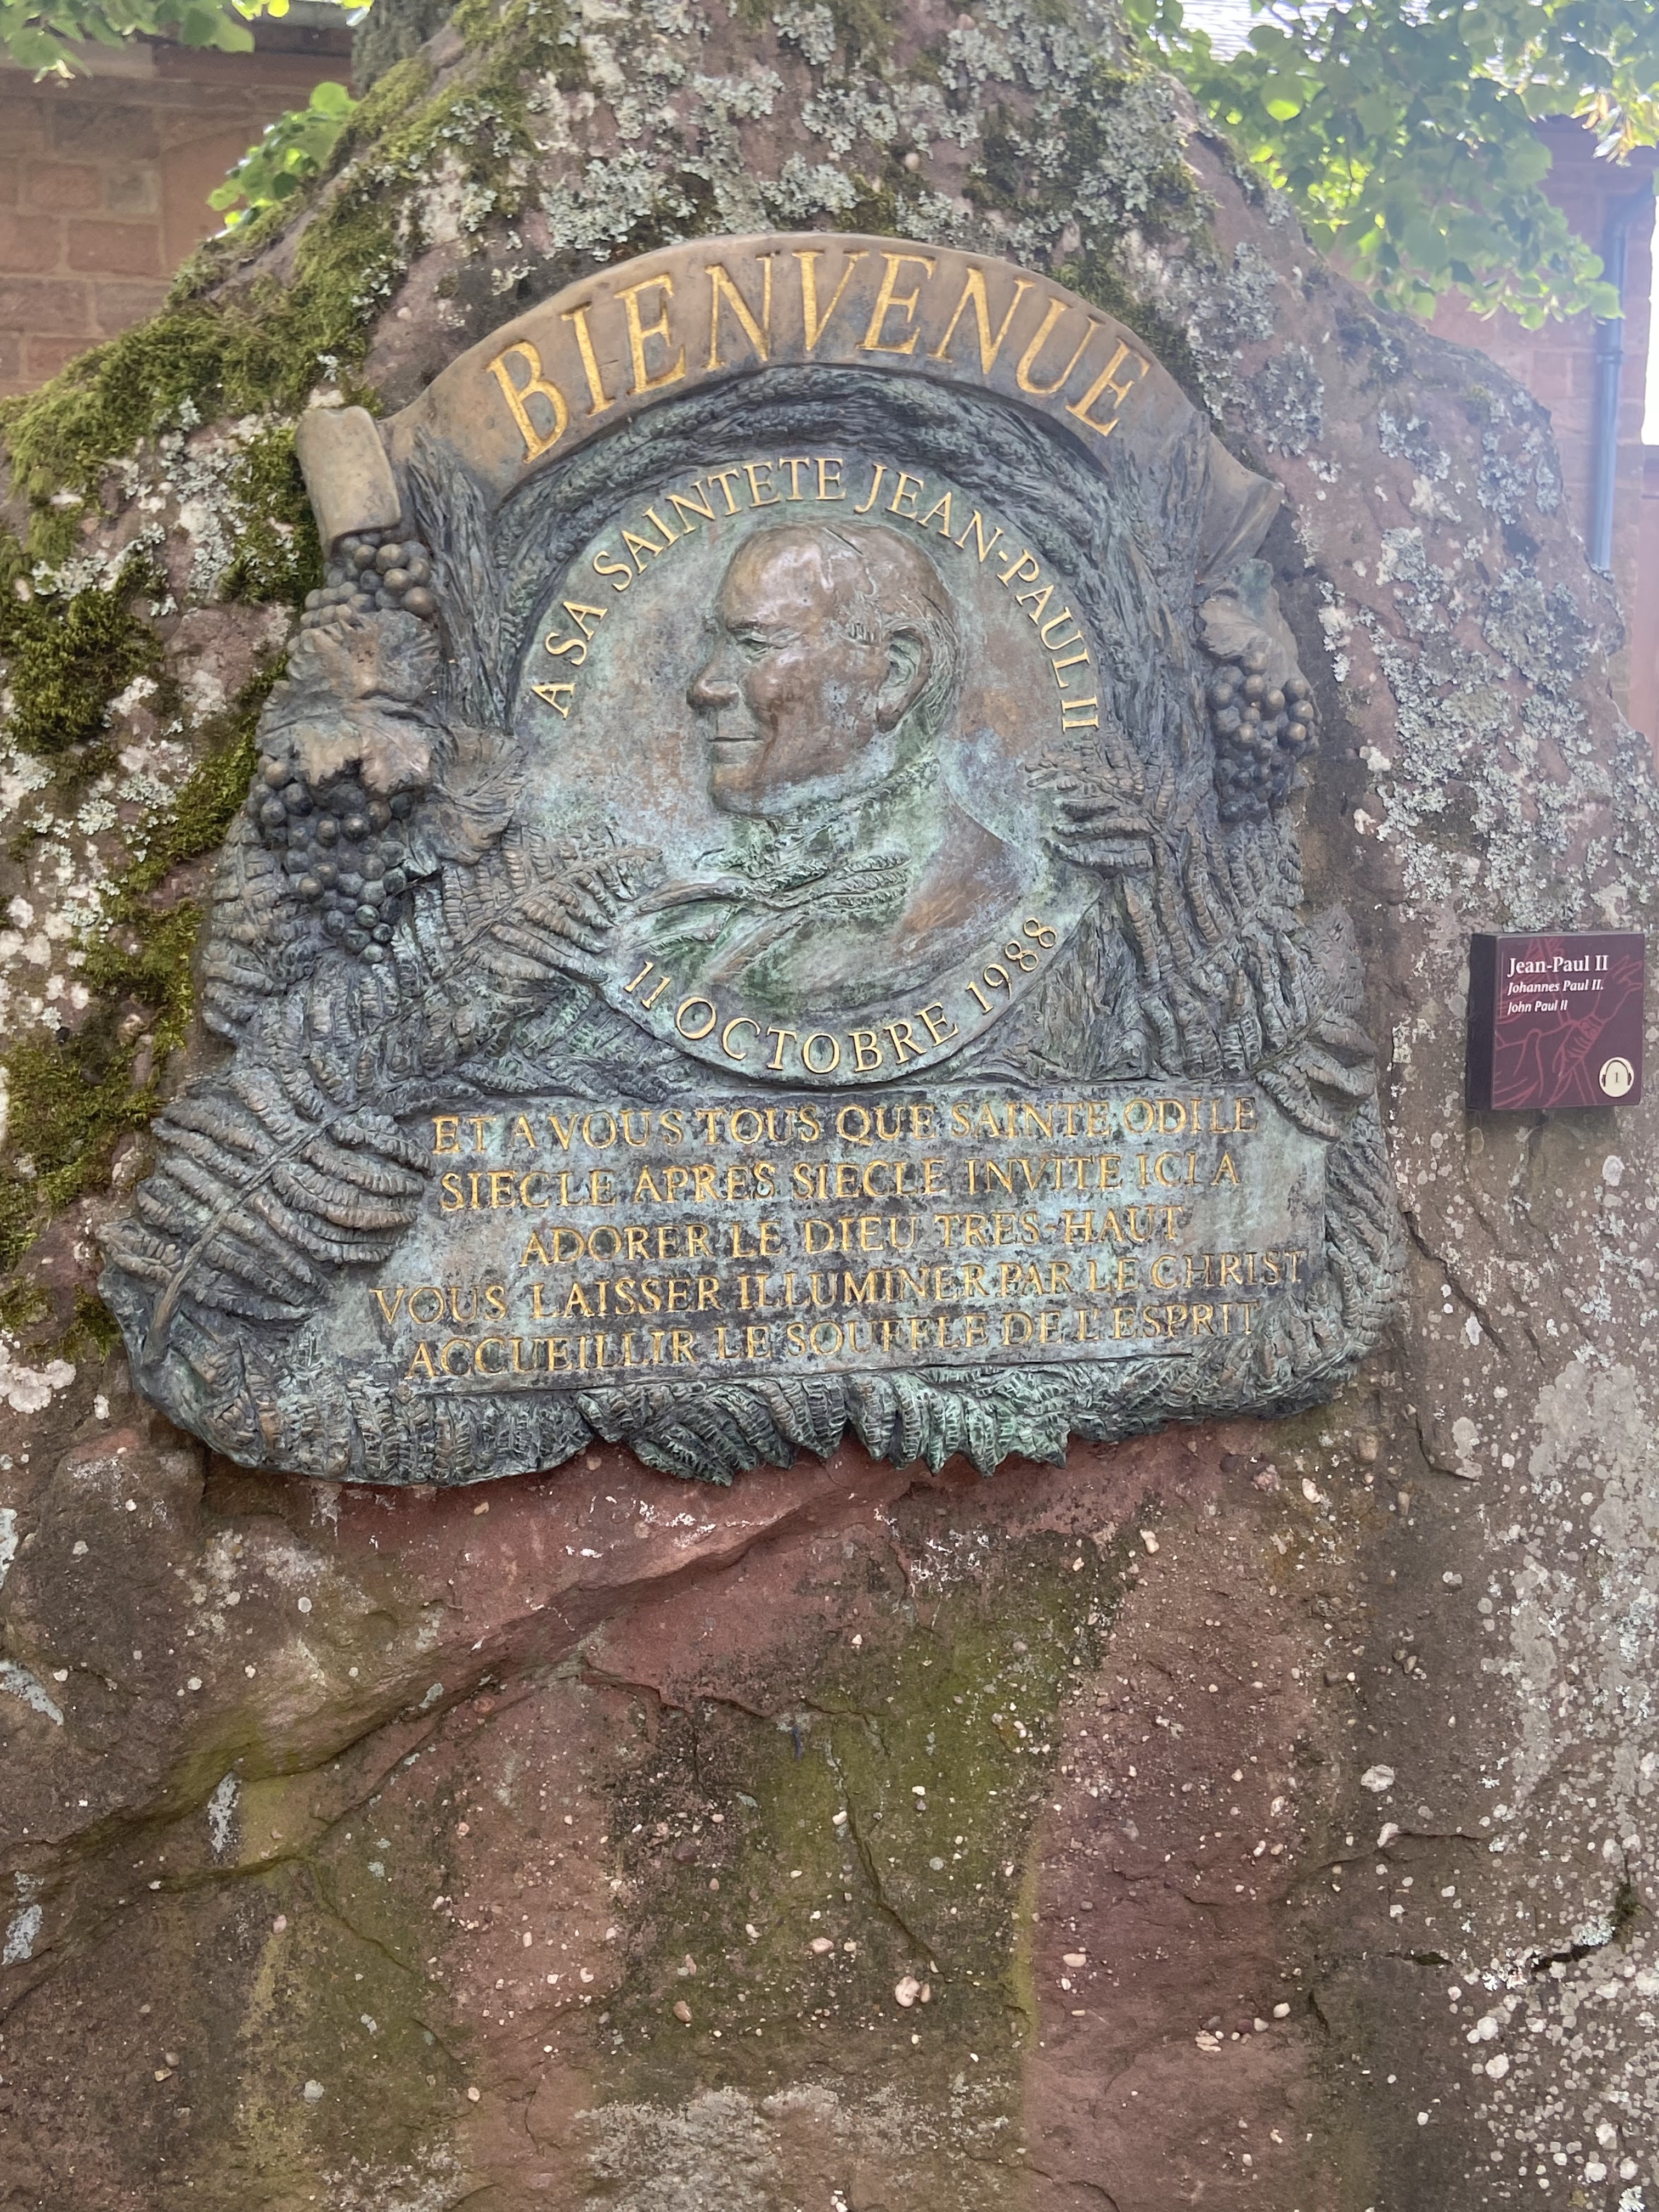 BIENVENUE
A SA SAINTETE JEAN-PAUL II
11 OCTOBRE 1988
ET A VOUS TOUS QUE SAINTE ODILE
SIECLE APRES SIECLE INVITE ICI A
ADORER LE DIEU TRES-HAUT
VOUS LAISSER ILLUMINER PAR LE CHRIST
ACCUEILLIR LE SOUFFLE DE L'ESPRIT
Jean-Paul II
Johannes Paul II.
John Paul II
1